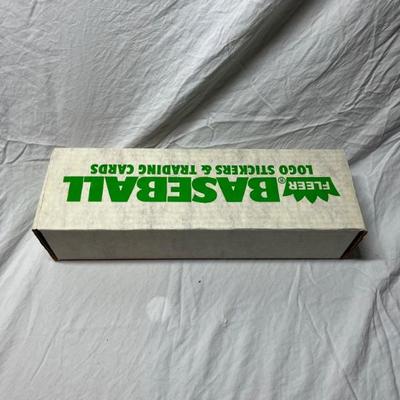 FLEER BASEBALL®
LOGO STICKERS & TRADING CARDS